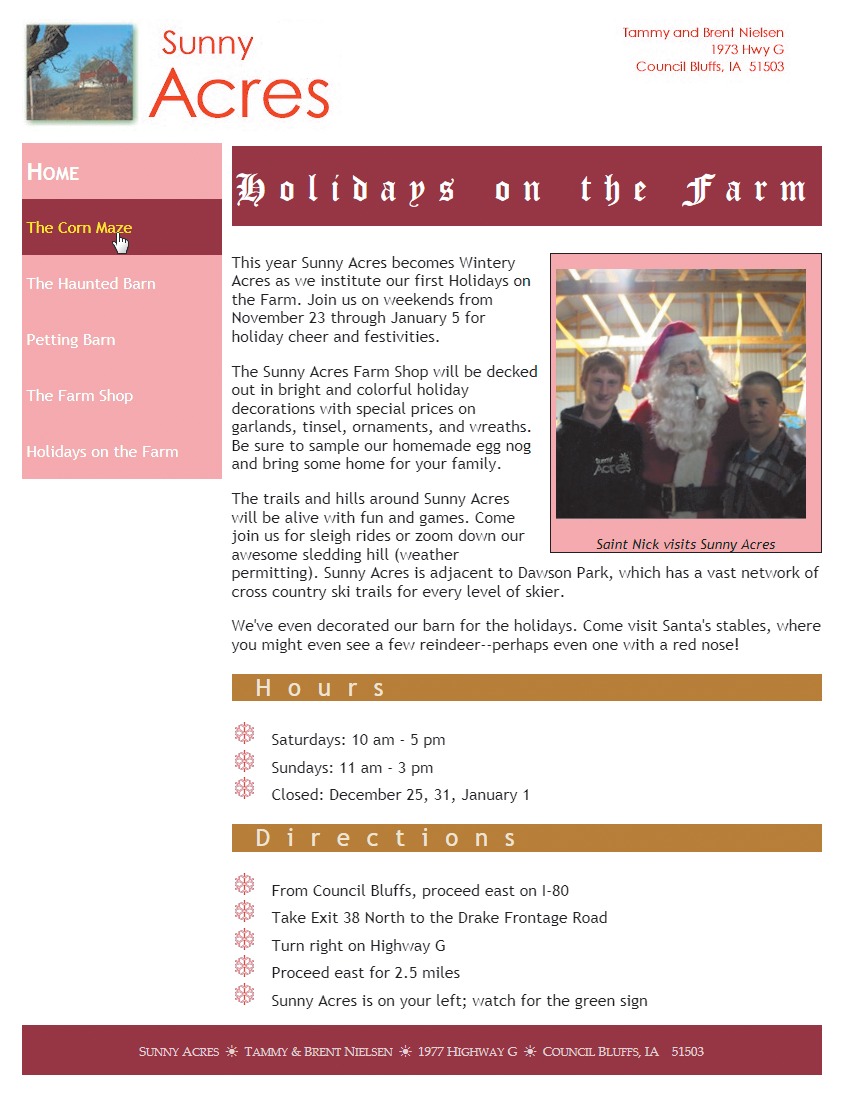 Sunny
Acres
Tammy and Brent Nielsen
1973 Hwy G
Council Bluffs, IA 51503
HOME
The Corn Maze
The Haunted Barn
Petting Barn
The Farm Shop
Holidays on the Farm
Holidays on the Farm
This year Sunny Acres becomes Wintery
Acres as we institute our first Holidays on
the Farm. Join us on weekends from
November 23 through January 5 for
holiday cheer and festivities.
The Sunny Acres Farm Shop will be decked
out in bright and colorful holiday
decorations with special prices on
garlands, tinsel, ornaments, and wreaths.
Be sure to sample our homemade egg nog
and bring some home for your family.
Sunny
Acres
Saint Nick visits Sunny Acres
The trails and hills around Sunny Acres
will be alive with fun and games. Come
join us for sleigh rides or zoom down our
awesome sledding hill (weather
permitting). Sunny Acres is adjacent to Dawson Park, which has a vast network of
cross country ski trails for every level of skier.
We've even decorated our barn for the holidays. Come visit Santa's stables, where
you might even see a few reindeer--perhaps even one with a red nose!
Hours
Saturdays: 10 am - 5 pm
Sundays: 11 am - 3 pm
Closed: December 25, 31, January 1
Directions
From Council Bluffs, proceed east on I-80
Take Exit 38 North to the Drake Frontage Road
Turn right on Highway G
Proceed east for 2.5 miles
Sunny Acres is on your left; watch for the green sign
SUNNY ACRES ☀ TAMMY & BRENT NIELSEN ☀ 1977 HIGHWAY G ☀ COUNCIL BLUFFS, IA 51503